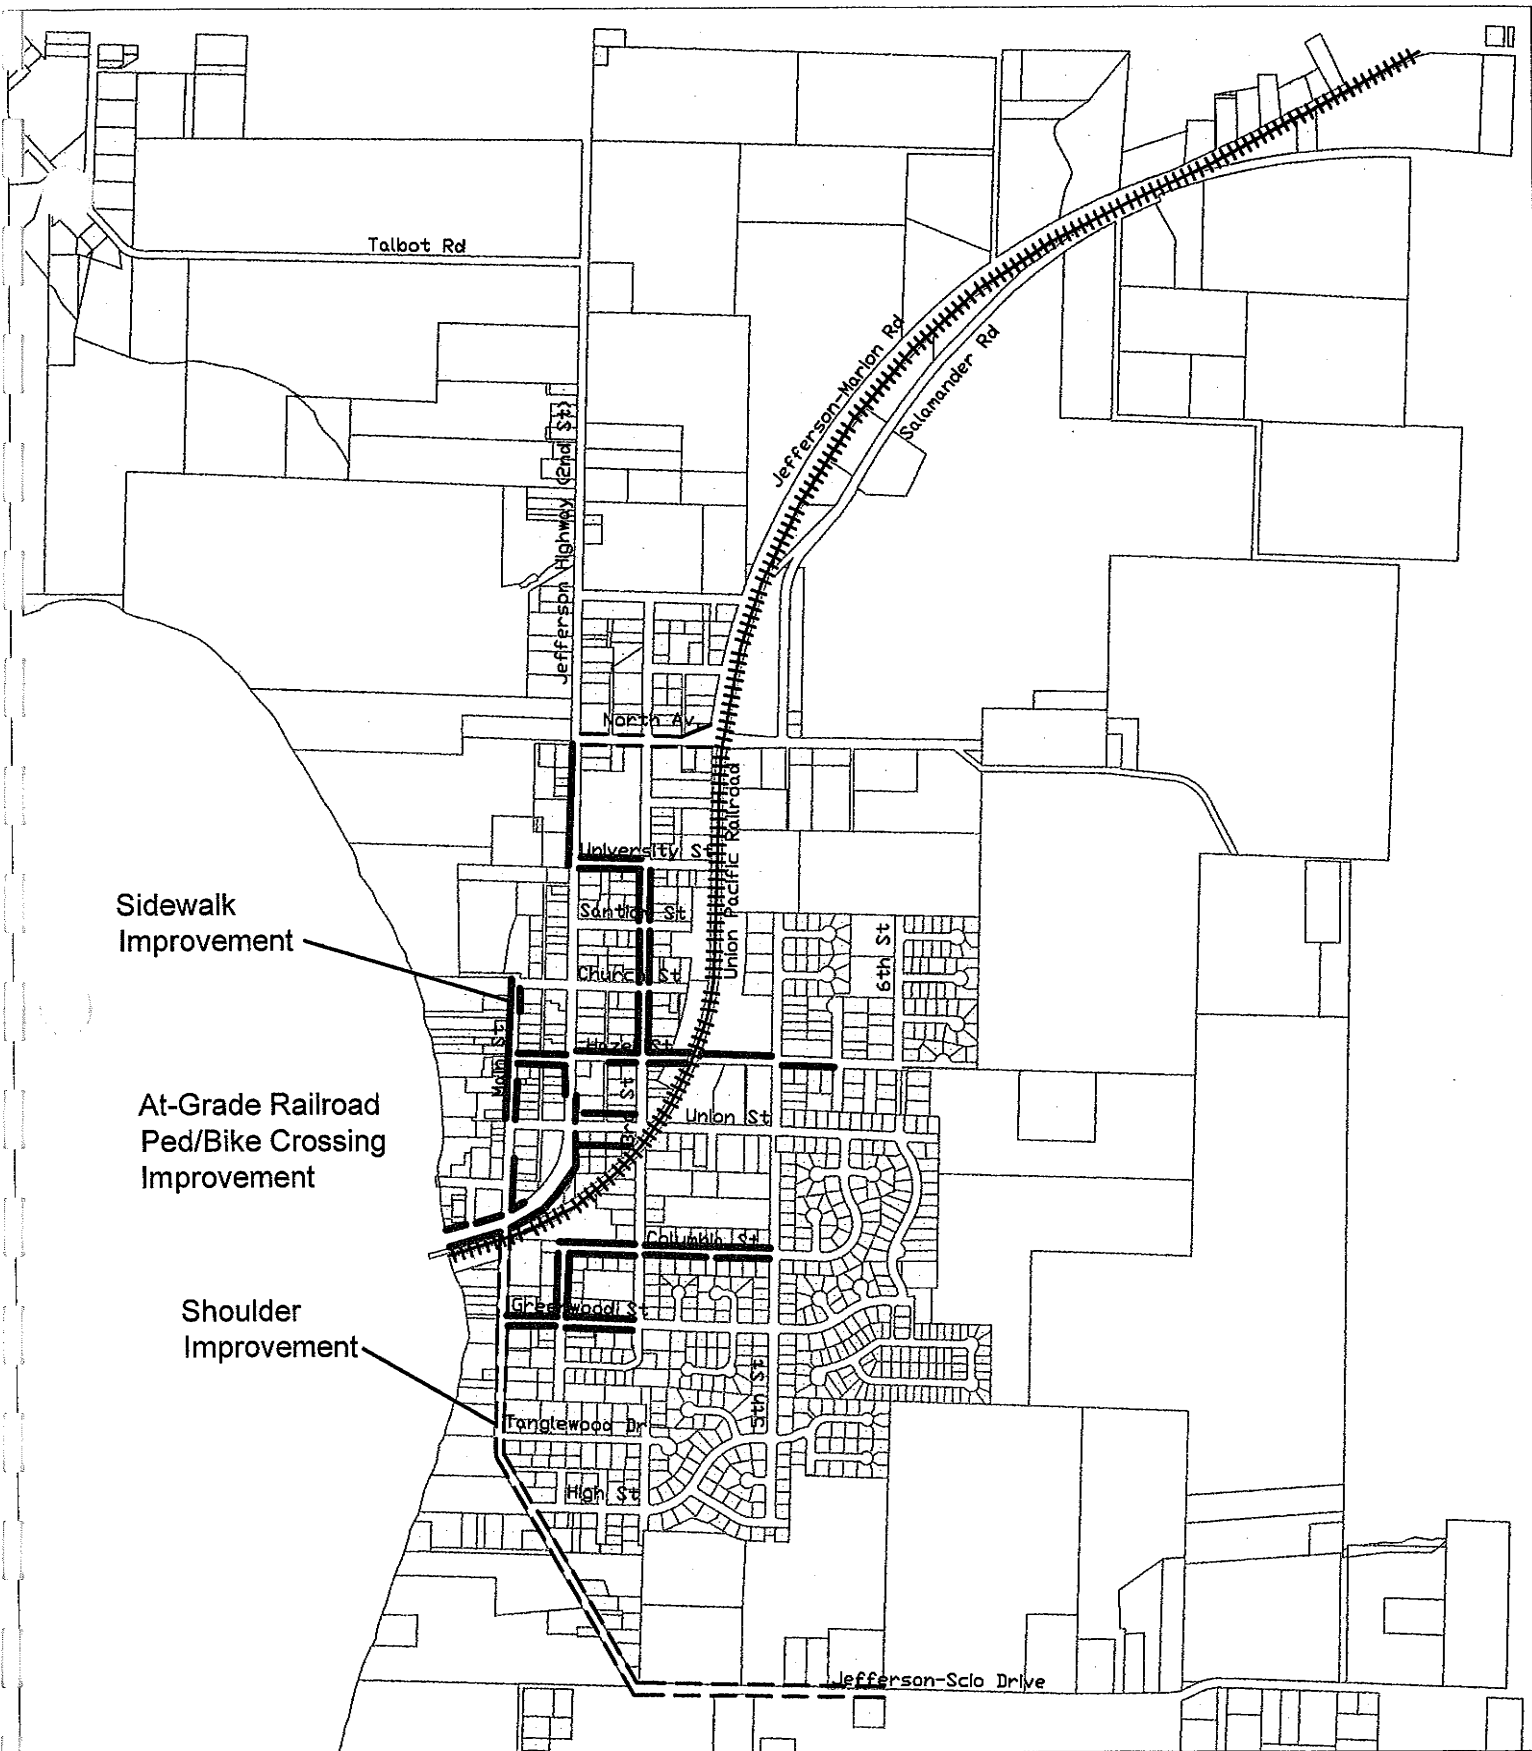 Talbot Rd
Jefferson-Marion Rd
Salamander Rd
Jefferson Highway (2nd St)
North Av
Union Pacific Railroad
University St
Sidewalk
Improvement
Santiam St
6th St
Church St
Main St
Hazel St
At-Grade Railroad
Ped/Bike Crossing
Improvement
St
Union St
Columbia St
Shoulder
Improvement
Greenwood St
5th St
Tanglewood Dr
High St
Jefferson-Scio Drive